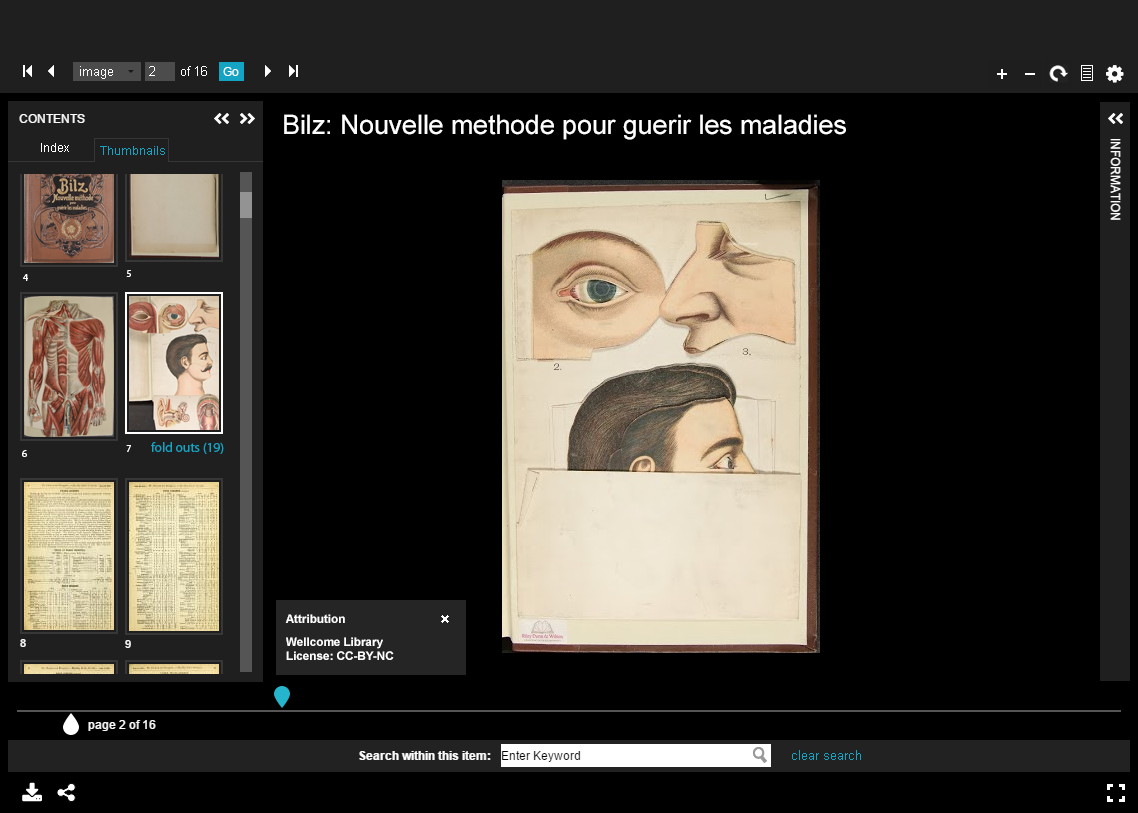 image 2 of 16 Go
CONTENTS
Index Thumbnails
Bilz: Nouvelle methode pour guerir les maladies
INFORMATION
Bilz
Nouvelle méthode
pour
guérir les maladies
4
5
6
7 fold outs (19)
8
9
2.
3.
Attribution
Wellcome Library
License: CC-BY-NC
page 2 of 16
Search within this item: Enter Keyword clear search